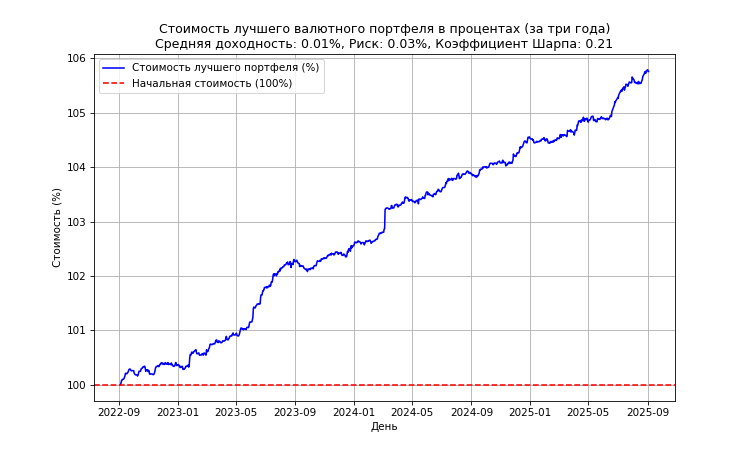 Стоимость лучшего валютного портфеля в процентах (за три года)
Средняя доходность: 0.01%, Риск: 0.03%, Коэффициент Шарпа: 0.21
Стоимость лучшего портфеля (%)
Начальная стоимость (100%)
Стоимость (%)
106
105
104
103
102
101
100
2022-09 2023-01 2023-05 2023-09 2024-01 2024-05 2024-09 2025-01 2025-05 2025-09
День